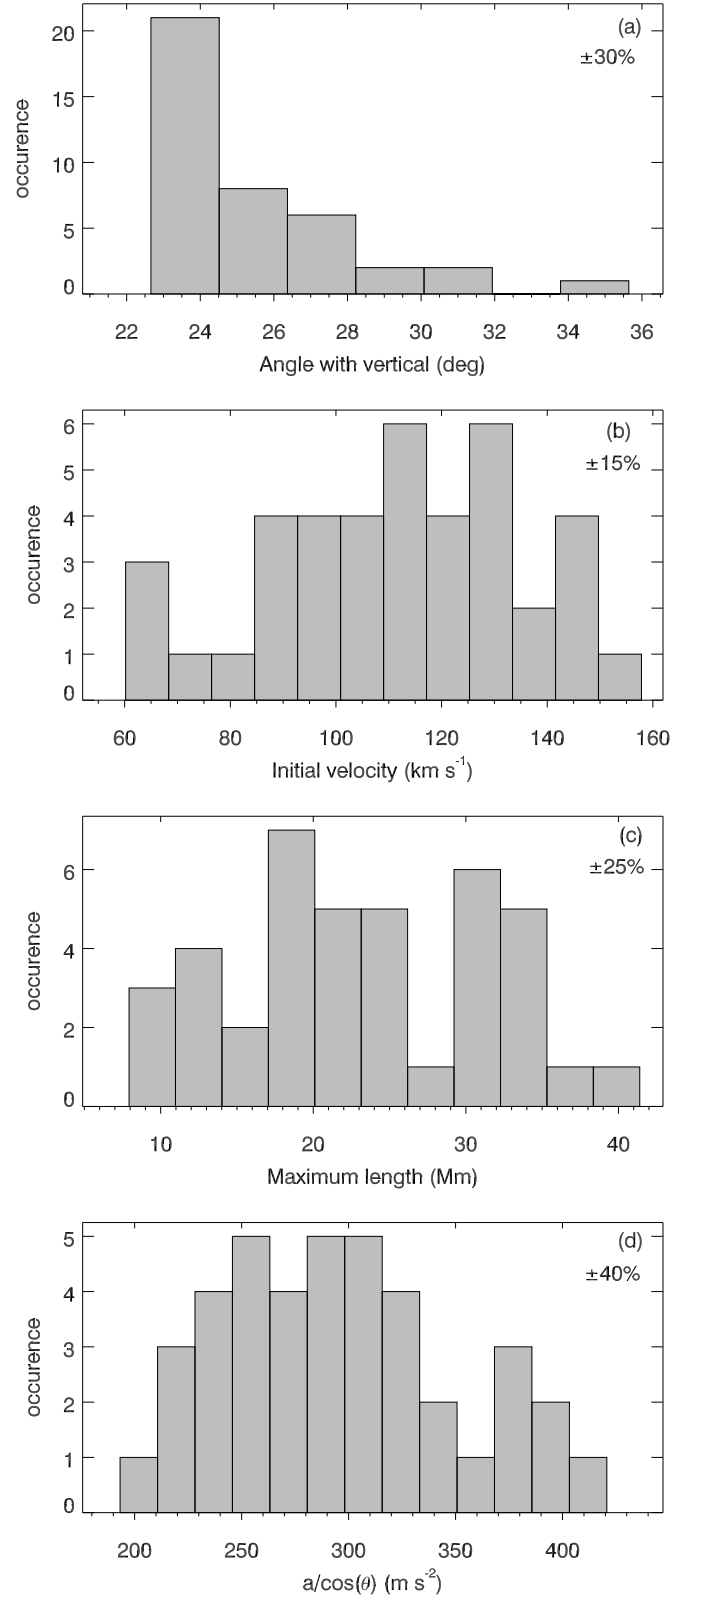 (a)
±30%
20
15
10
5
0
occurence
22 24 26 28 30 32 34 36
Angle with vertical (deg)
(b)
±15%
6
5
4
3
2
1
0
occurence
60 80 100 120 140 160
Initial velocity (km s⁻¹)
(c)
±25%
6
4
2
0
occurence
10 20 30 40
Maximum length (Mm)
(d)
±40%
5
4
3
2
1
0
occurence
200 250 300 350 400
a/cos(θ) (m s⁻²)